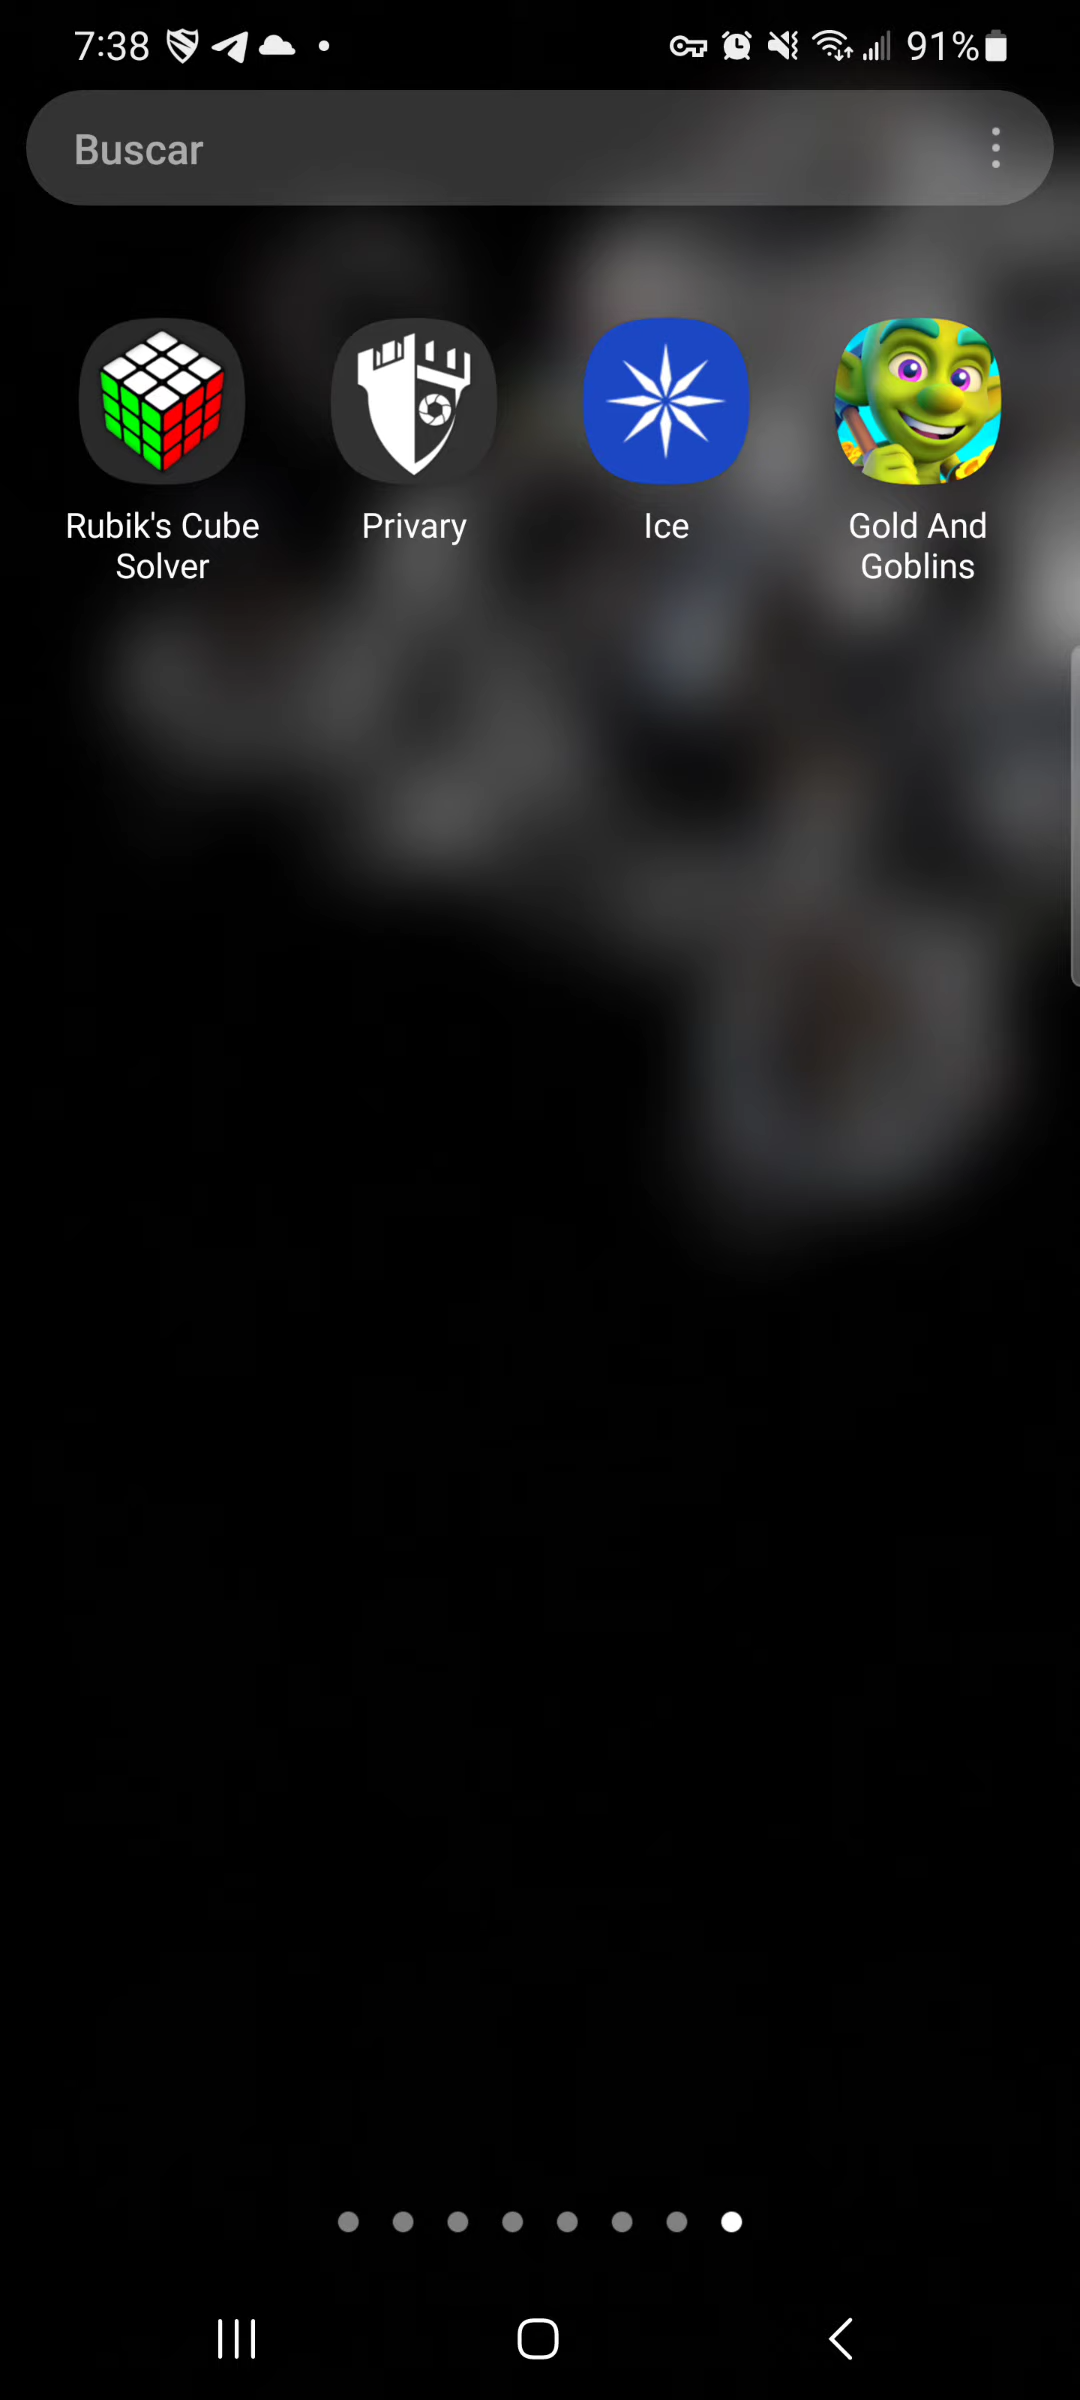 7:38
91%
Buscar
Rubik's Cube
Solver
Privary
Ice
Gold And
Goblins